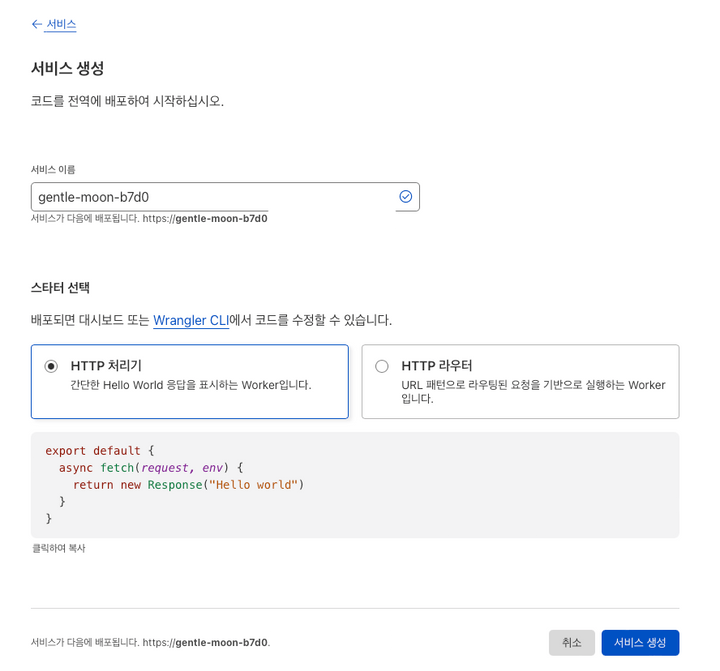 ← 서비스
서비스 생성
코드를 전역에 배포하여 시작하십시오.
서비스 이름
gentle-moon-b7d0
서비스가 다음에 배포됩니다. https://gentle-moon-b7d0
스타터 선택
배포되면 대시보드 또는 Wrangler CLI에서 코드를 수정할 수 있습니다.
HTTP 처리기
간단한 Hello World 응답을 표시하는 Worker입니다.
HTTP 라우터
URL 패턴으로 라우팅된 요청을 기반으로 실행하는 Worker
입니다.
export default {
  async fetch(request, env) {
    return new Response("Hello world")
  }
}
클릭하여 복사
서비스가 다음에 배포됩니다. https://gentle-moon-b7d0.
취소
서비스 생성